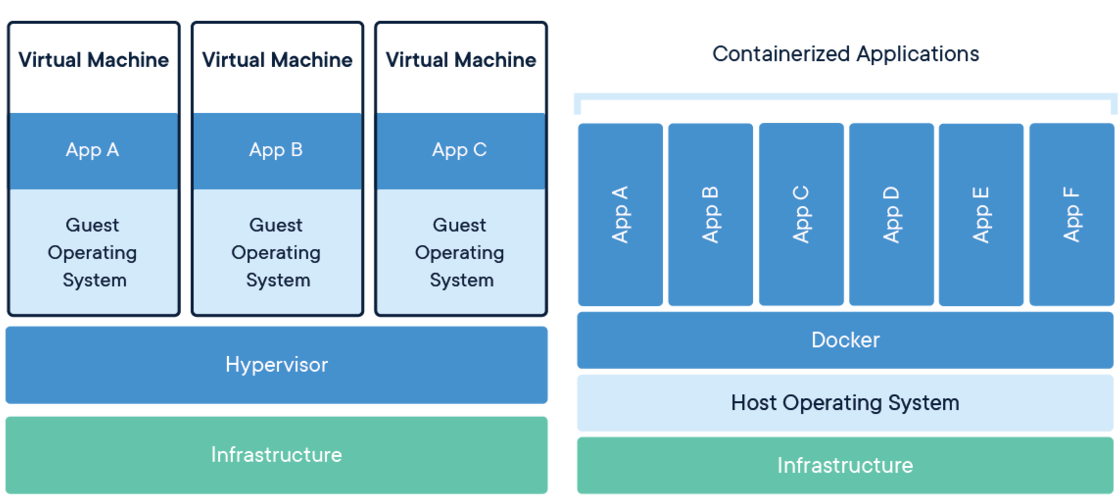 Virtual Machine
Virtual Machine
Virtual Machine
App A
App B
App C
Guest
Operating
System
Guest
Operating
System
Guest
Operating
System
Hypervisor
Infrastructure
Containerized Applications
App A
App B
App C
App D
App E
App F
Docker
Host Operating System
Infrastructure